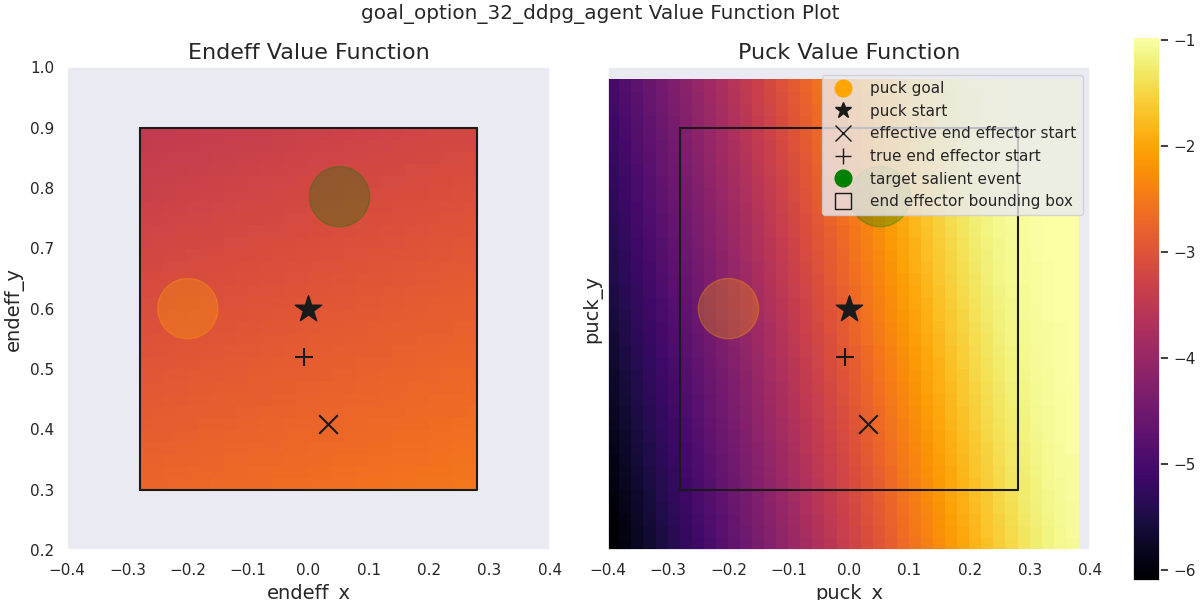 goal_option_32_ddpg_agent Value Function Plot
Endeff Value Function
1.0
0.9
0.8
0.7
0.6
0.5
0.4
0.3
0.2
endeff_y
−0.4 −0.3 −0.2 −0.1 0.0 0.1 0.2 0.3 0.4
endeff_x
Puck Value Function
puck goal
puck start
effective end effector start
true end effector start
target salient event
end effector bounding box
puck_y
−0.4 −0.3 −0.2 −0.1 0.0 0.1 0.2 0.3 0.4
puck_x
−1
−2
−3
−4
−5
−6